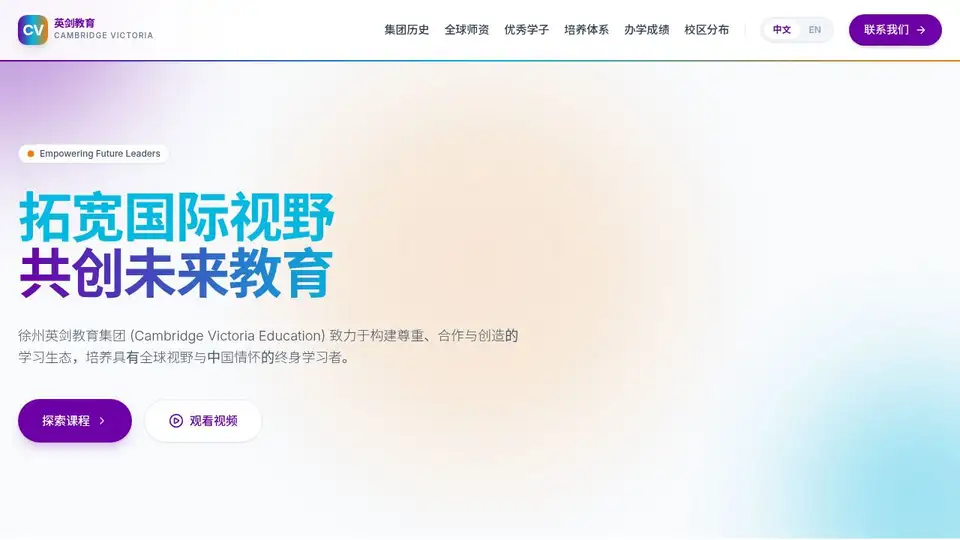 CV
英剑教育
CAMBRIDGE VICTORIA
集团历史 全球师资 优秀学子 培养体系 办学成绩 校区分布 中文 EN 联系我们
Empowering Future Leaders
拓宽国际视野
共创未来教育
徐州英剑教育集团 (Cambridge Victoria Education) 致力于构建尊重、合作与创造的
学习生态，培养具有全球视野与中国情怀的终身学习者。
探索课程 观看视频